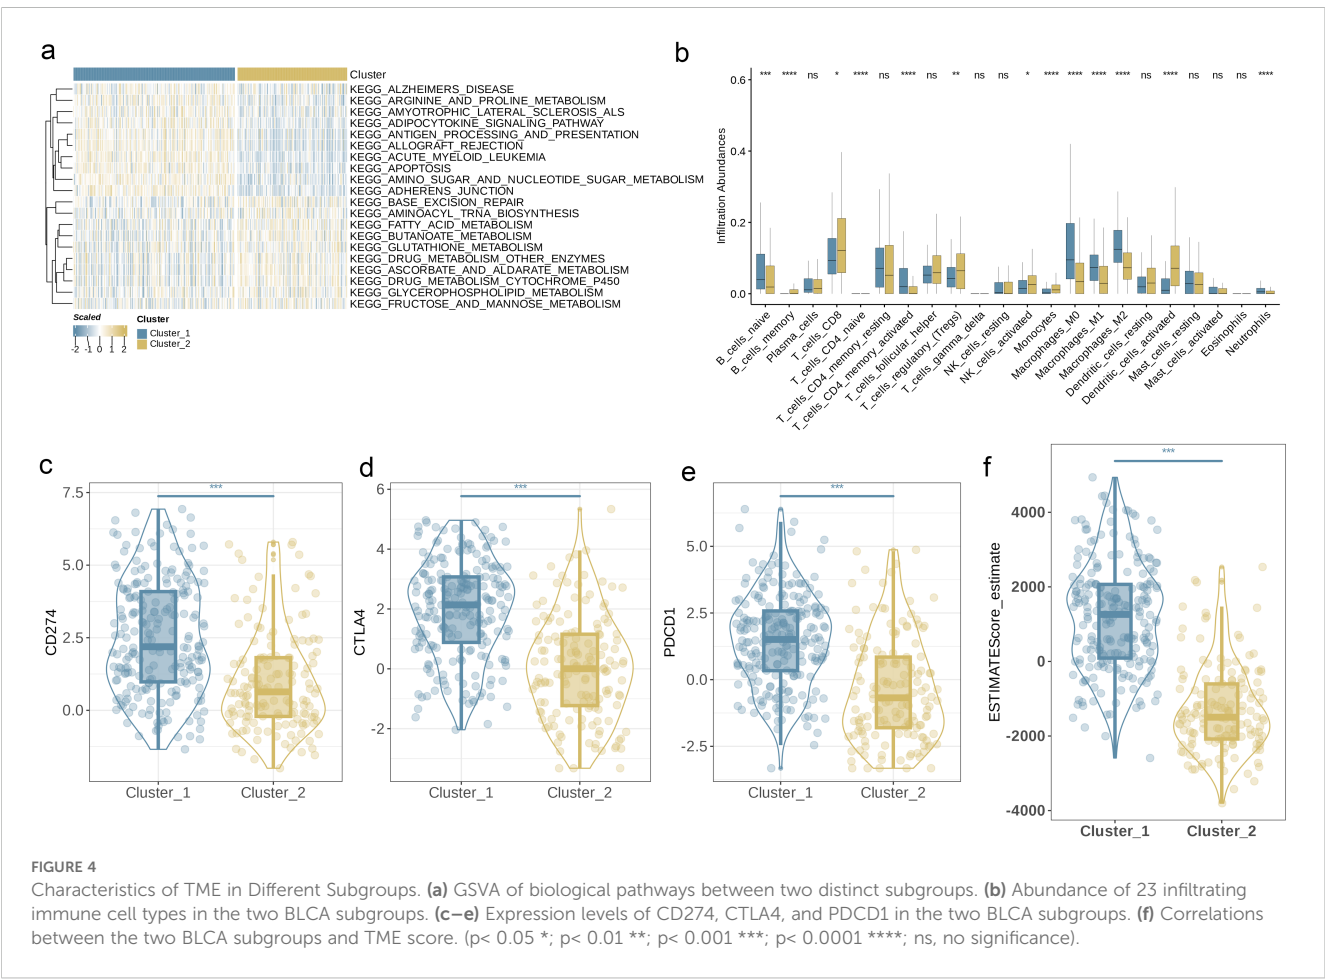 a
Cluster
KEGG_ALZHEIMERS_DISEASE
KEGG_ARGININE_AND_PROLINE_METABOLISM
KEGG_AMYOTROPHIC_LATERAL_SCLEROSIS_ALS
KEGG_ADIPOCYTOKINE_SIGNALING_PATHWAY
KEGG_ANTIGEN_PROCESSING_AND_PRESENTATION
KEGG_ALLOGRAFT_REJECTION
KEGG_ACUTE_MYELOID_LEUKEMIA
KEGG_APOPTOSIS
KEGG_AMINO_SUGAR_AND_NUCLEOTIDE_SUGAR_METABOLISM
KEGG_ADHERENS_JUNCTION
KEGG_BASE_EXCISION_REPAIR
KEGG_AMINOACYL_TRNA_BIOSYNTHESIS
KEGG_FATTY_ACID_METABOLISM
KEGG_BUTANOATE_METABOLISM
KEGG_GLUTATHIONE_METABOLISM
KEGG_DRUG_METABOLISM_OTHER_ENZYMES
KEGG_ASCORBATE_AND_ALDARATE_METABOLISM
KEGG_DRUG_METABOLISM_CYTOCHROME_P450
KEGG_GLYCEROPHOSPHOLIPID_METABOLISM
KEGG_FRUCTOSE_AND_MANNOSE_METABOLISM
Scaled
-2 -1 0 1 2
Cluster
Cluster_1
Cluster_2
b
*** **** ns * **** ns **** ns ** ns ns * **** **** **** **** ns **** ns ns ns ****
Infiltration Abundances
0.6
0.4
0.2
0.0
B_cells_naive
B_cells_memory
Plasma_cells
T_cells_CD8
T_cells_CD4_naive
T_cells_CD4_memory_resting
T_cells_CD4_memory_activated
T_cells_follicular_helper
T_cells_regulatory_(Tregs)
T_cells_gamma_delta
NK_cells_resting
NK_cells_activated
Monocytes
Macrophages_M0
Macrophages_M1
Macrophages_M2
Dendritic_cells_resting
Dendritic_cells_activated
Mast_cells_resting
Mast_cells_activated
Eosinophils
Neutrophils
c
***
CD274
7.5
5.0
2.5
0.0
Cluster_1 Cluster_2
d
***
CTLA4
6
4
2
0
-2
Cluster_1 Cluster_2
e
***
PDCD1
5.0
2.5
0.0
-2.5
Cluster_1 Cluster_2
f
***
ESTIMATEScore_estimate
4000
2000
0
-2000
-4000
Cluster_1 Cluster_2
FIGURE 4
Characteristics of TME in Different Subgroups. (a) GSVA of biological pathways between two distinct subgroups. (b) Abundance of 23 infiltrating
immune cell types in the two BLCA subgroups. (c–e) Expression levels of CD274, CTLA4, and PDCD1 in the two BLCA subgroups. (f) Correlations
between the two BLCA subgroups and TME score. (p< 0.05 *; p< 0.01 **; p< 0.001 ***; p< 0.0001 ****; ns, no significance).